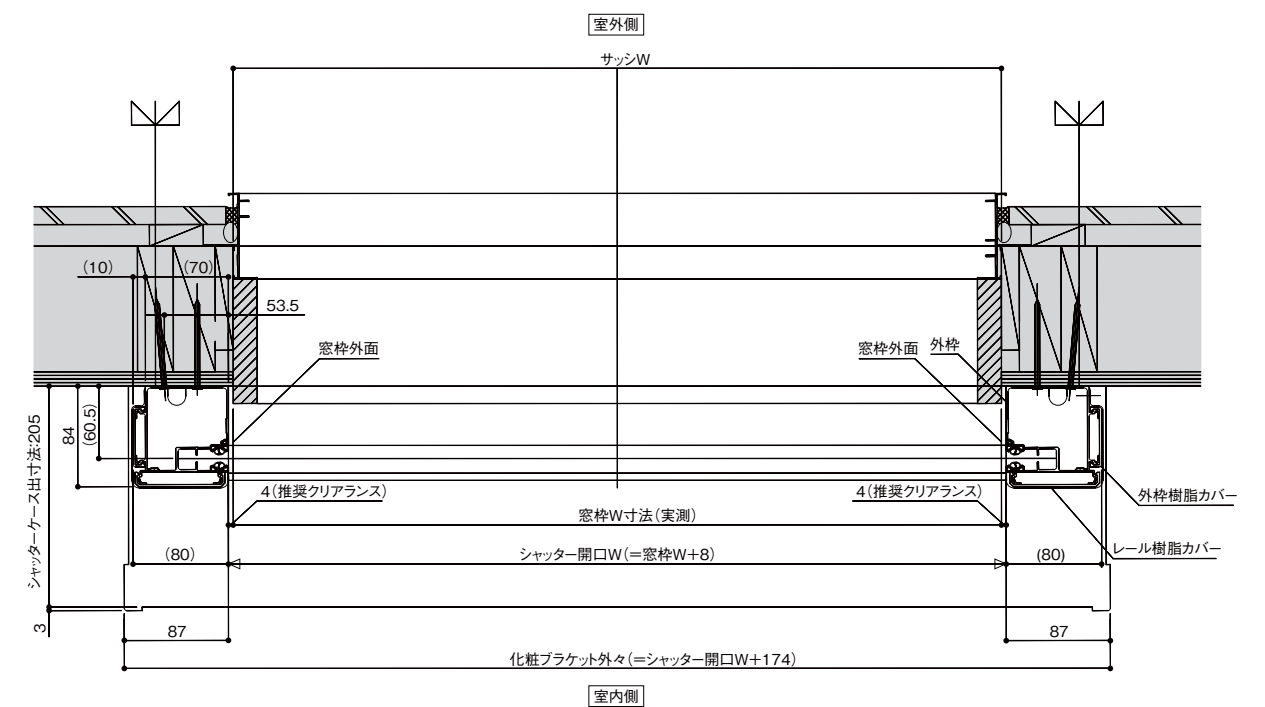 室外側
サッシW
(10)
(70)
53.5
窓枠外面
窓枠外面
外枠
シャッターケース出寸法:205
84
(60.5)
4(推奨クリアランス)
4(推奨クリアランス)
外枠樹脂カバー
窓枠W寸法(実測)
(80)
シャッター開口W(=窓枠W+8)
(80)
レール樹脂カバー
3
87
87
化粧ブラケット外々(=シャッター開口W+174)
室内側